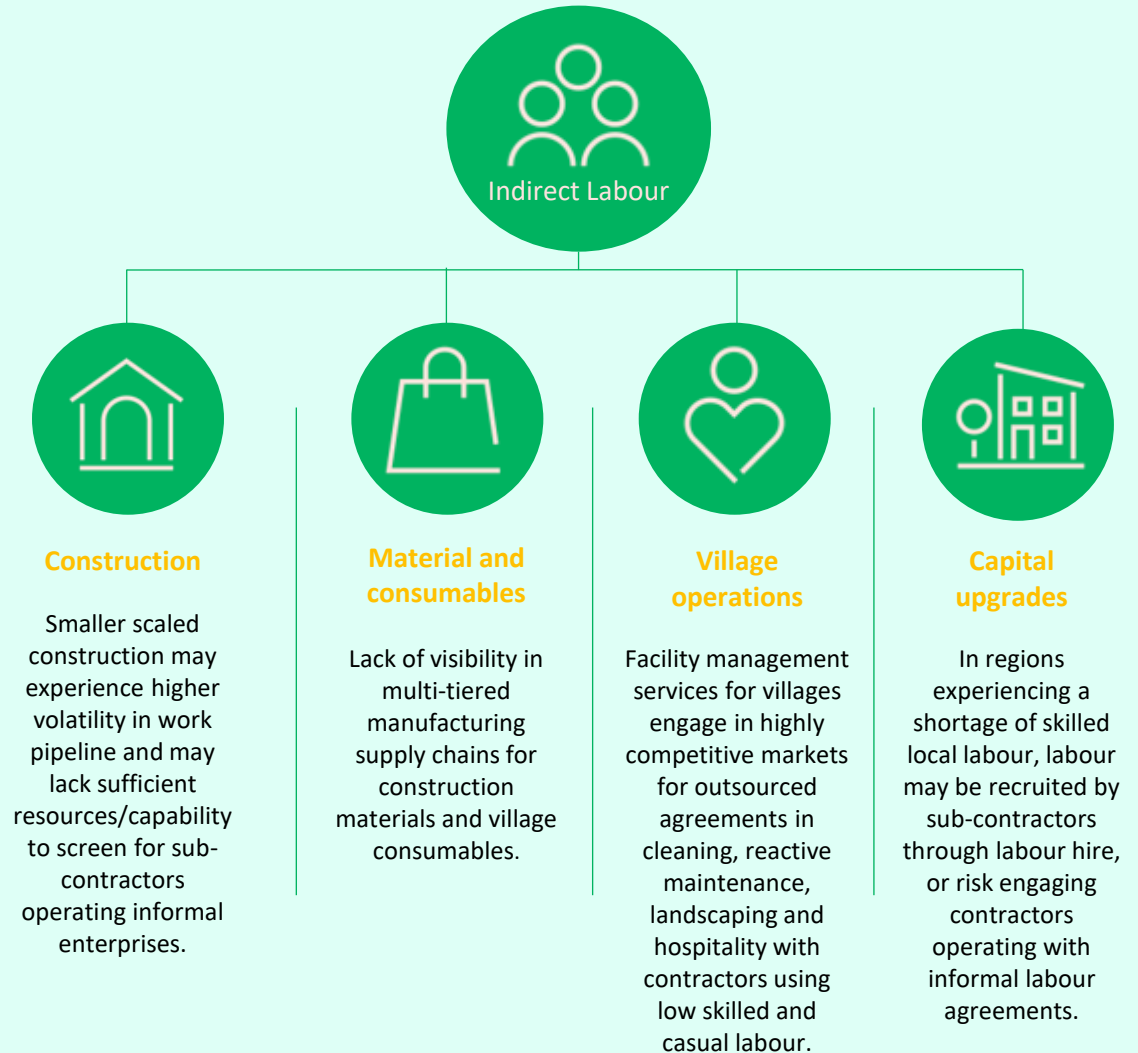 Indirect Labour
Construction
Smaller scaled
construction may
experience higher
volatility in work
pipeline and may
lack sufficient
resources/capability
to screen for sub-
contractors
operating informal
enterprises.
Material and
consumables
Lack of visibility in
multi-tiered
manufacturing
supply chains for
construction
materials and village
consumables.
Village
operations
Facility management
services for villages
engage in highly
competitive markets
for outsourced
agreements in
cleaning, reactive
maintenance,
landscaping and
hospitality with
contractors using
low skilled and
casual labour.
Capital
upgrades
In regions
experiencing a
shortage of skilled
local labour, labour
may be recruited by
sub-contractors
through labour hire,
or risk engaging
contractors
operating with
informal labour
agreements.